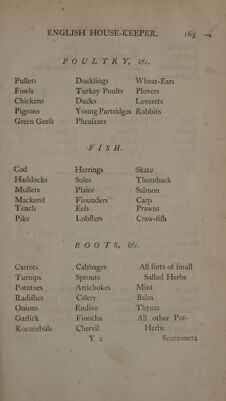 ENGLISH HOUSE-KEEPER. 163
POULTRY, &c.
Pullets Ducklings Wheat-Ears
Fowls Turkey Poults Plovers
Chickens Ducks Leverets
Pigeons Young Partridges Rabbits
Green Geese Pheasants
FISH.
Cod Herrings Skate
Haddocks Soles Thornback
Mullets Plaice Salmon
Mackerel Flounders Carp
Tench Eels Prawns
Pike Lobsters Craw-fish
ROOTS, &c.
Carrots Cabbages All sorts of small
Turnips Sprouts Sallad Herbs
Potatoes Artichokes Mint
Radishes Celery Balm
Onions Endive Thyme
Garlick Finocha All other Pot-
Rocombole Chervil Herbs
Y 2 Scorzonera